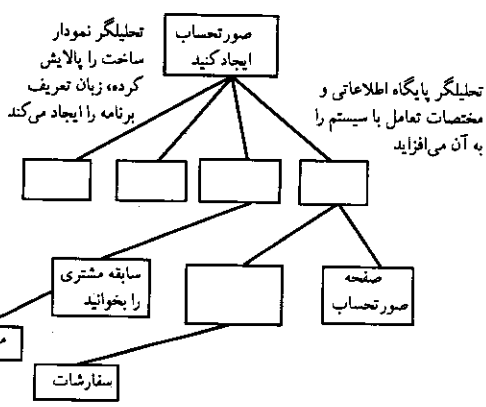 تحلیلگر نمودار
ساخت را پالایش
کرده، زبان تعریف
برنامه را ایجاد می‌کند
صورتحساب
ایجاد کنید
تحلیلگر پایگاه اطلاعاتی و
مختصات تعامل با سیستم را
به آن می‌افزاید
سابقه مشتری
را بخوانید
صفحه
صورتحساب
سفارشات